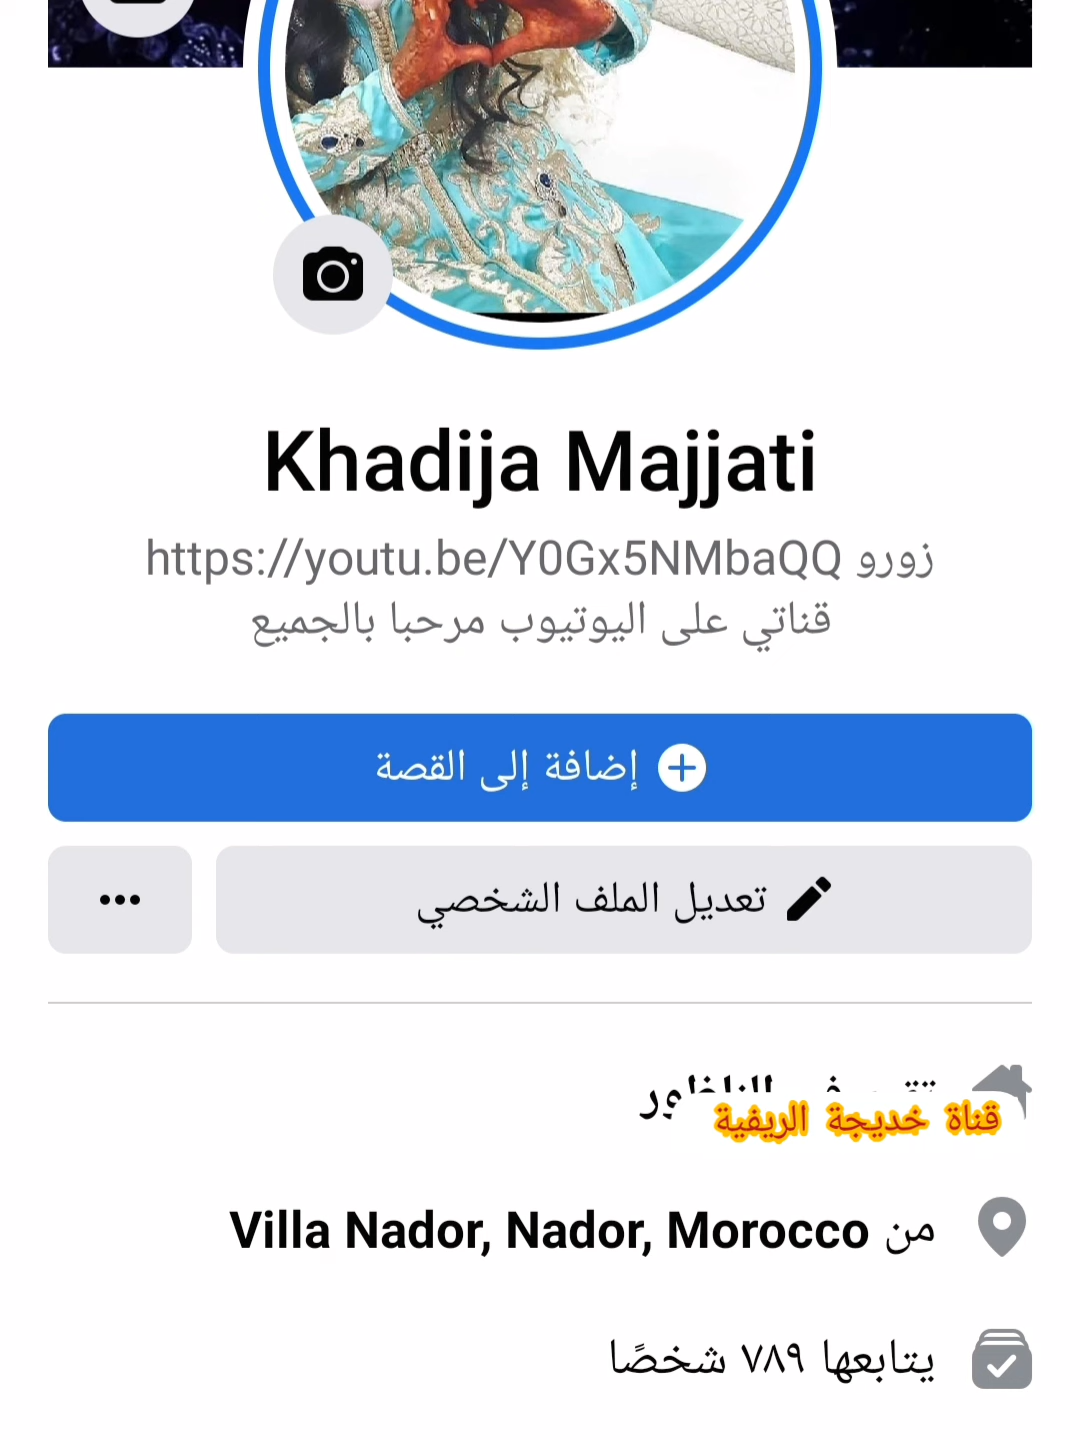 Khadija Majjati
زورو https://youtu.be/Y0Gx5NMbaQQ
قناتي على اليوتيوب مرحبا بالجميع
إضافة إلى القصة
تعديل الملف الشخصي
قناة خديجة الريفية
من Villa Nador, Nador, Morocco
يتابعها ٧٨٩ شخصًا